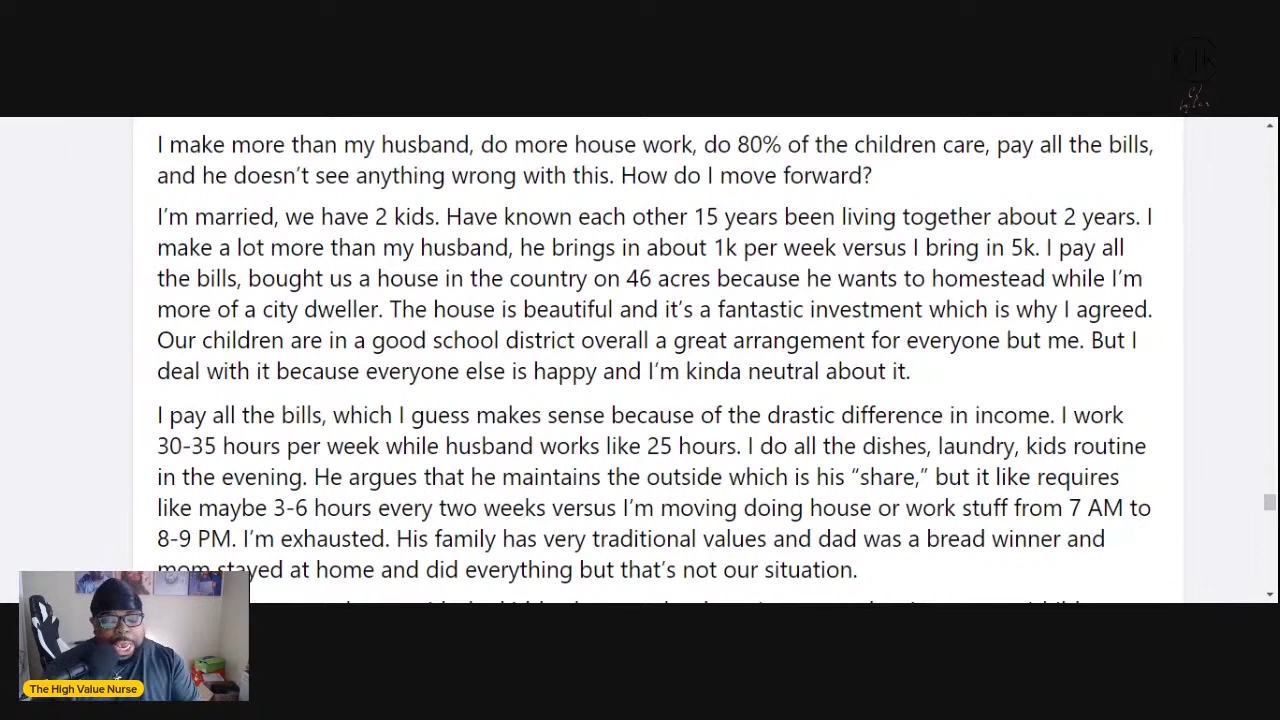 I make more than my husband, do more house work, do 80% of the children care, pay all the bills,
and he doesn’t see anything wrong with this. How do I move forward?
I’m married, we have 2 kids. Have known each other 15 years been living together about 2 years. I
make a lot more than my husband, he brings in about 1k per week versus I bring in 5k. I pay all
the bills, bought us a house in the country on 46 acres because he wants to homestead while I’m
more of a city dweller. The house is beautiful and it’s a fantastic investment which is why I agreed.
Our children are in a good school district overall a great arrangement for everyone but me. But I
deal with it because everyone else is happy and I’m kinda neutral about it.
I pay all the bills, which I guess makes sense because of the drastic difference in income. I work
30-35 hours per week while husband works like 25 hours. I do all the dishes, laundry, kids routine
in the evening. He argues that he maintains the outside which is his “share,” but it like requires
like maybe 3-6 hours every two weeks versus I’m moving doing house or work stuff from 7 AM to
8-9 PM. I’m exhausted. His family has very traditional values and dad was a bread winner and
mom stayed at home and did everything but that’s not our situation.
The High Value Nurse